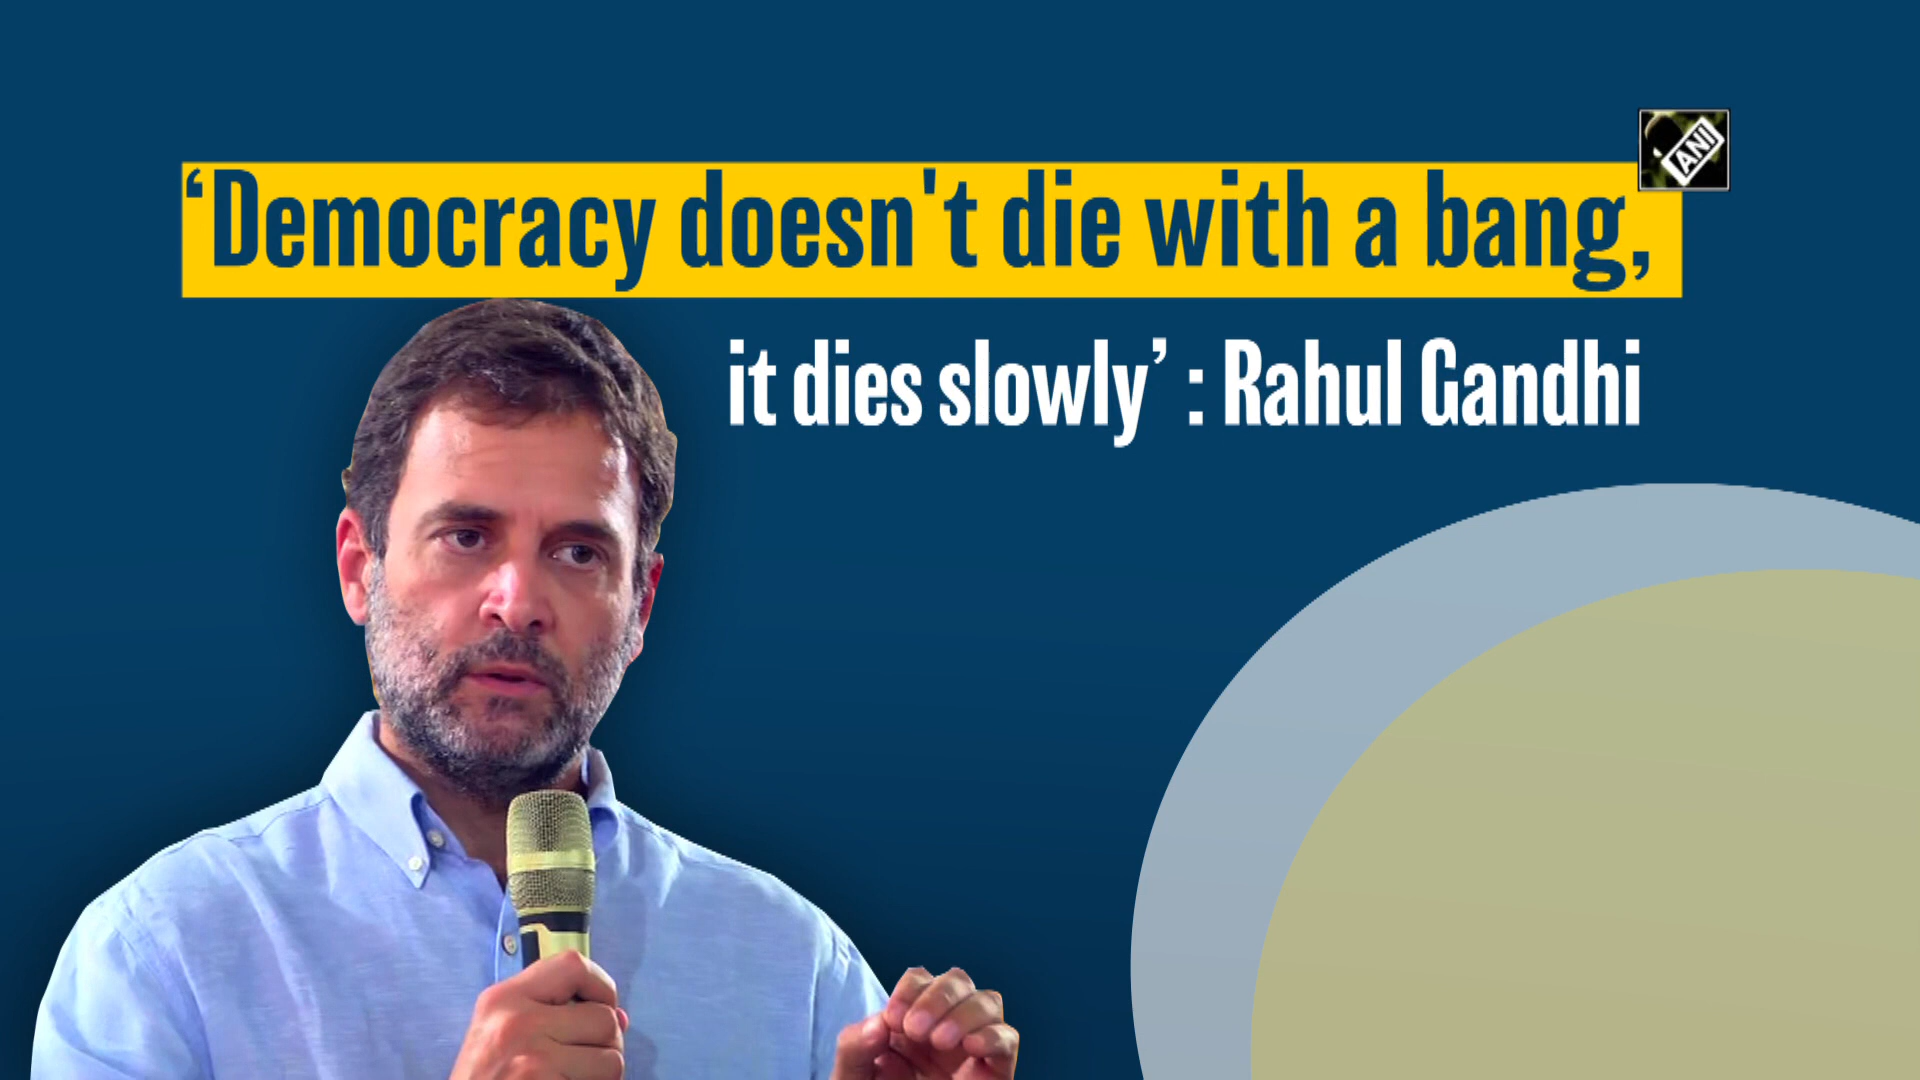 ANI
‘Democracy doesn't die with a bang,
it dies slowly’ : Rahul Gandhi